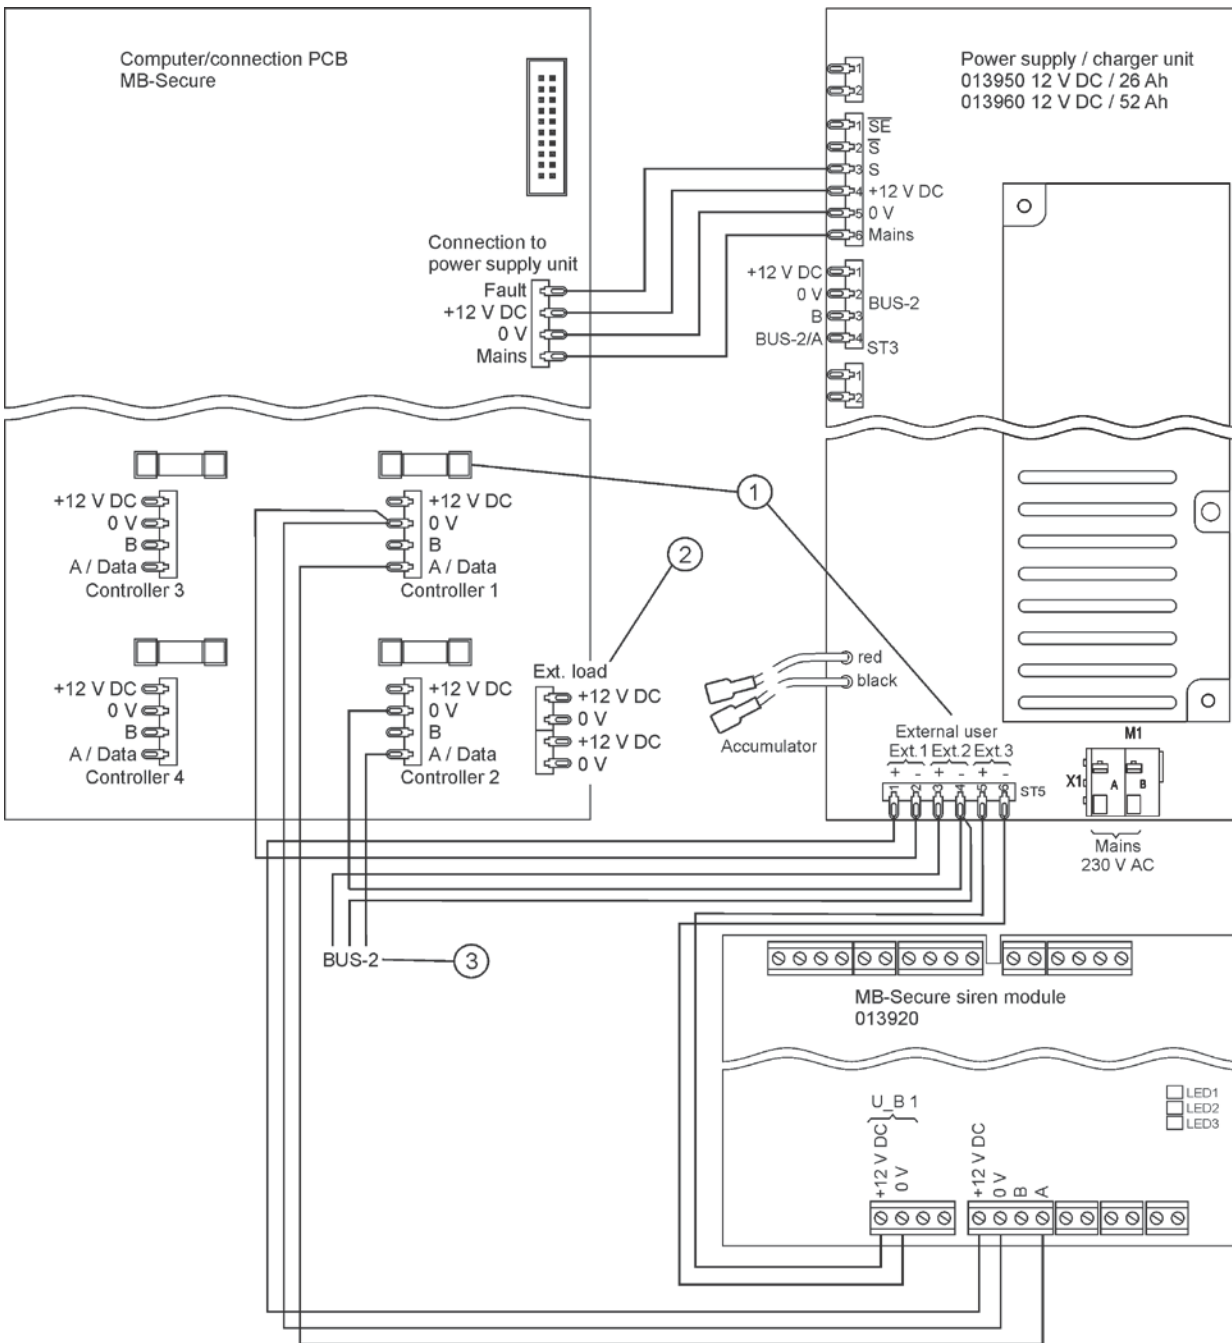 Computer/connection PCB
MB-Secure
Connection to
power supply unit
Fault
+12 V DC
0 V
Mains
Power supply / charger unit
013950 12 V DC / 26 Ah
013960 12 V DC / 52 Ah
1
2
1 SE
2 S
3 S
4 +12 V DC
5 0 V
6 Mains
+12 V DC 1
0 V 2
BUS-2
B 3
BUS-2/A 4
ST3
1
2
+12 V DC
0 V
B
A / Data
Controller 3
+12 V DC
0 V
B
A / Data
Controller 1
1
2
+12 V DC
0 V
B
A / Data
Controller 4
+12 V DC
0 V
B
A / Data
Controller 2
Ext. load
+12 V DC
0 V
+12 V DC
0 V
red
black
Accumulator
External user
Ext.1 Ext.2 Ext.3
+ - + - + -
1 2 3 4 5 6
ST5
M1
X1
A B
Mains
230 V AC
BUS-2
3
MB-Secure siren module
013920
LED1
LED2
LED3
U_B 1
+12 V DC
0 V
+12 V DC
0 V
B
A